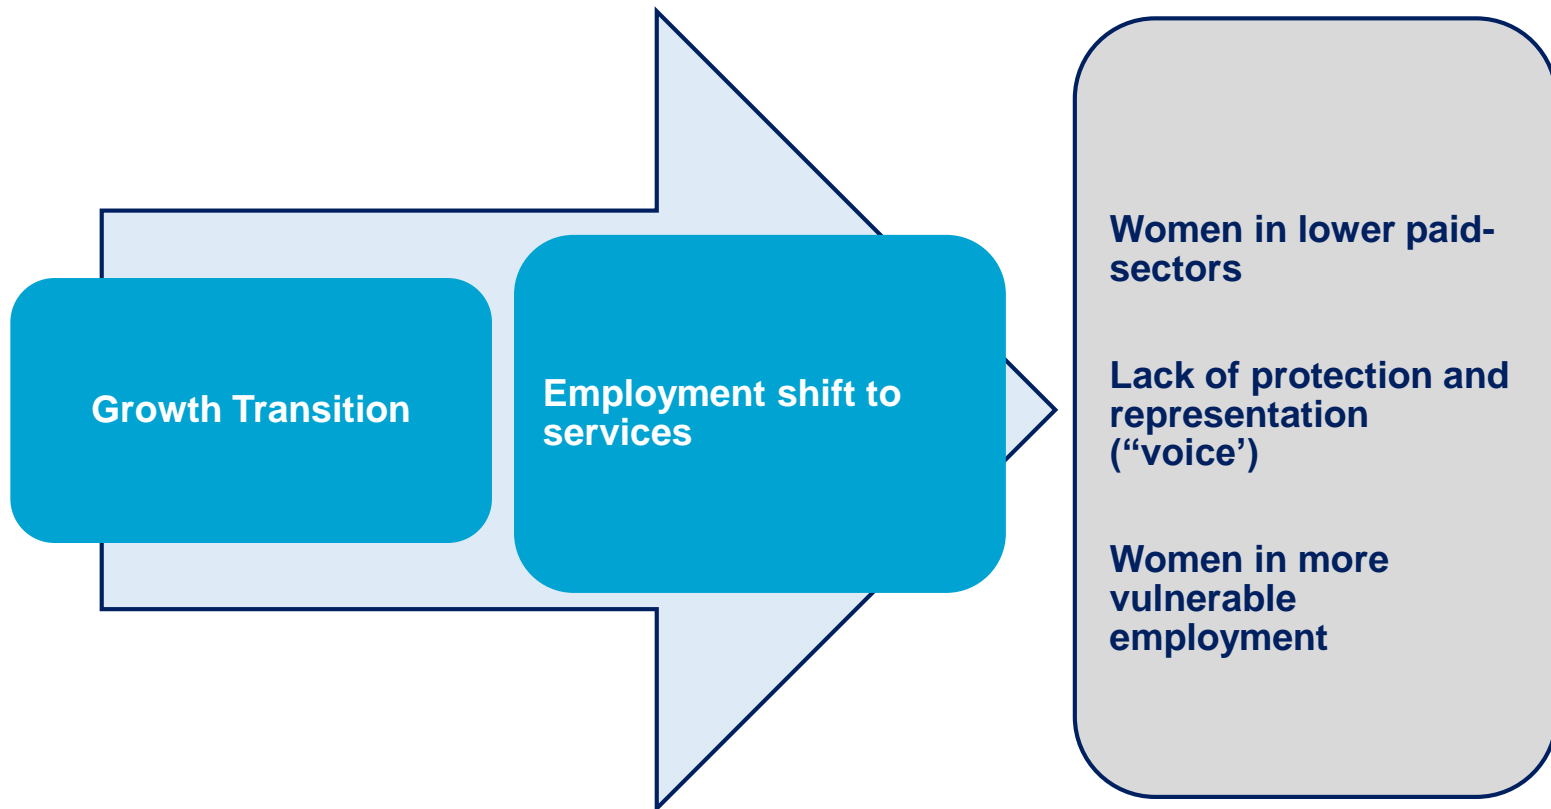 Growth Transition
Employment shift to
services
Women in lower paid-
sectors
Lack of protection and
representation
(“voice’)
Women in more
vulnerable
employment